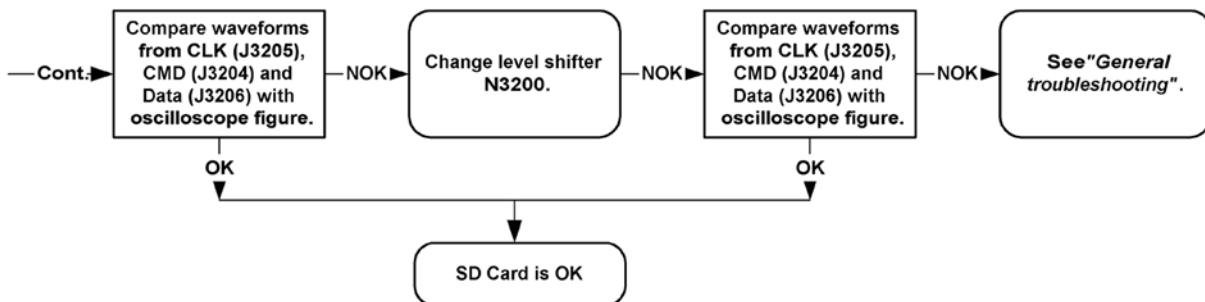 Cont.
Compare waveforms
from CLK (J3205),
CMD (J3204) and
Data (J3206) with
oscilloscope figure.
NOK
Change level shifter
N3200.
NOK
Compare waveforms
from CLK (J3205),
CMD (J3204) and
Data (J3206) with
oscilloscope figure.
NOK
See"General
troubleshooting".
OK
OK
SD Card is OK